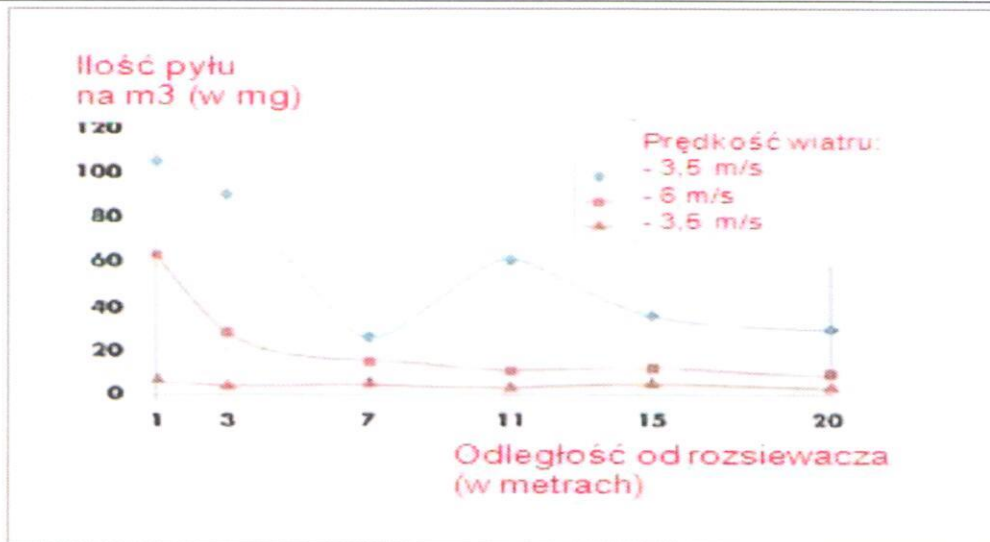 Ilość pyłu
na m3 (w mg)
120
100
80
60
40
20
0
Prędkość wiatru:
- 3,5 m/s
- 6 m/s
- 3,5 m/s
1 3 7 11 15 20
Odległość od rozsiewacza
(w metrach)